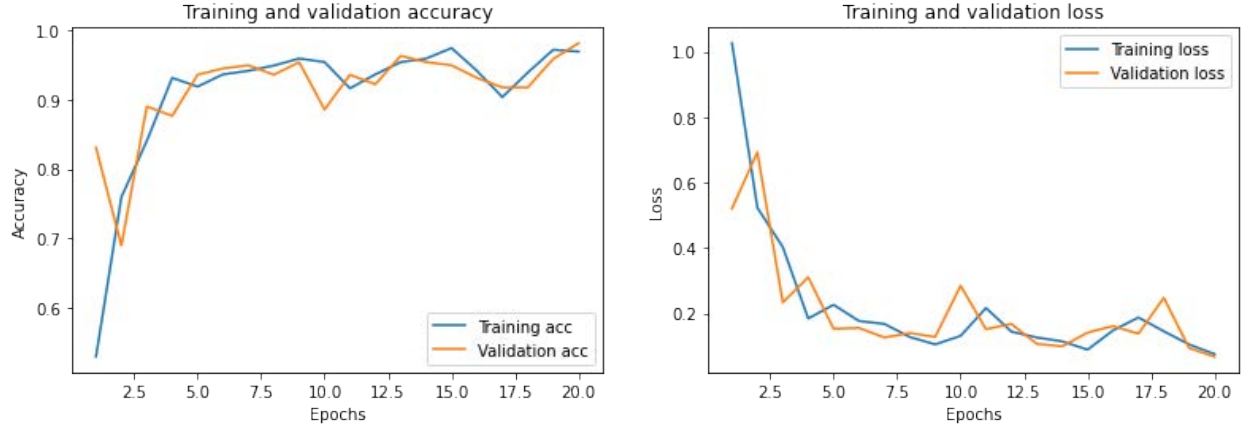 Training and validation accuracy
1.0
0.9
0.8
0.7
0.6
Accuracy
Training acc
Validation acc
2.5 5.0 7.5 10.0 12.5 15.0 17.5 20.0
Epochs
Training and validation loss
1.0
0.8
0.6
0.4
0.2
Loss
Training loss
Validation loss
2.5 5.0 7.5 10.0 12.5 15.0 17.5 20.0
Epochs